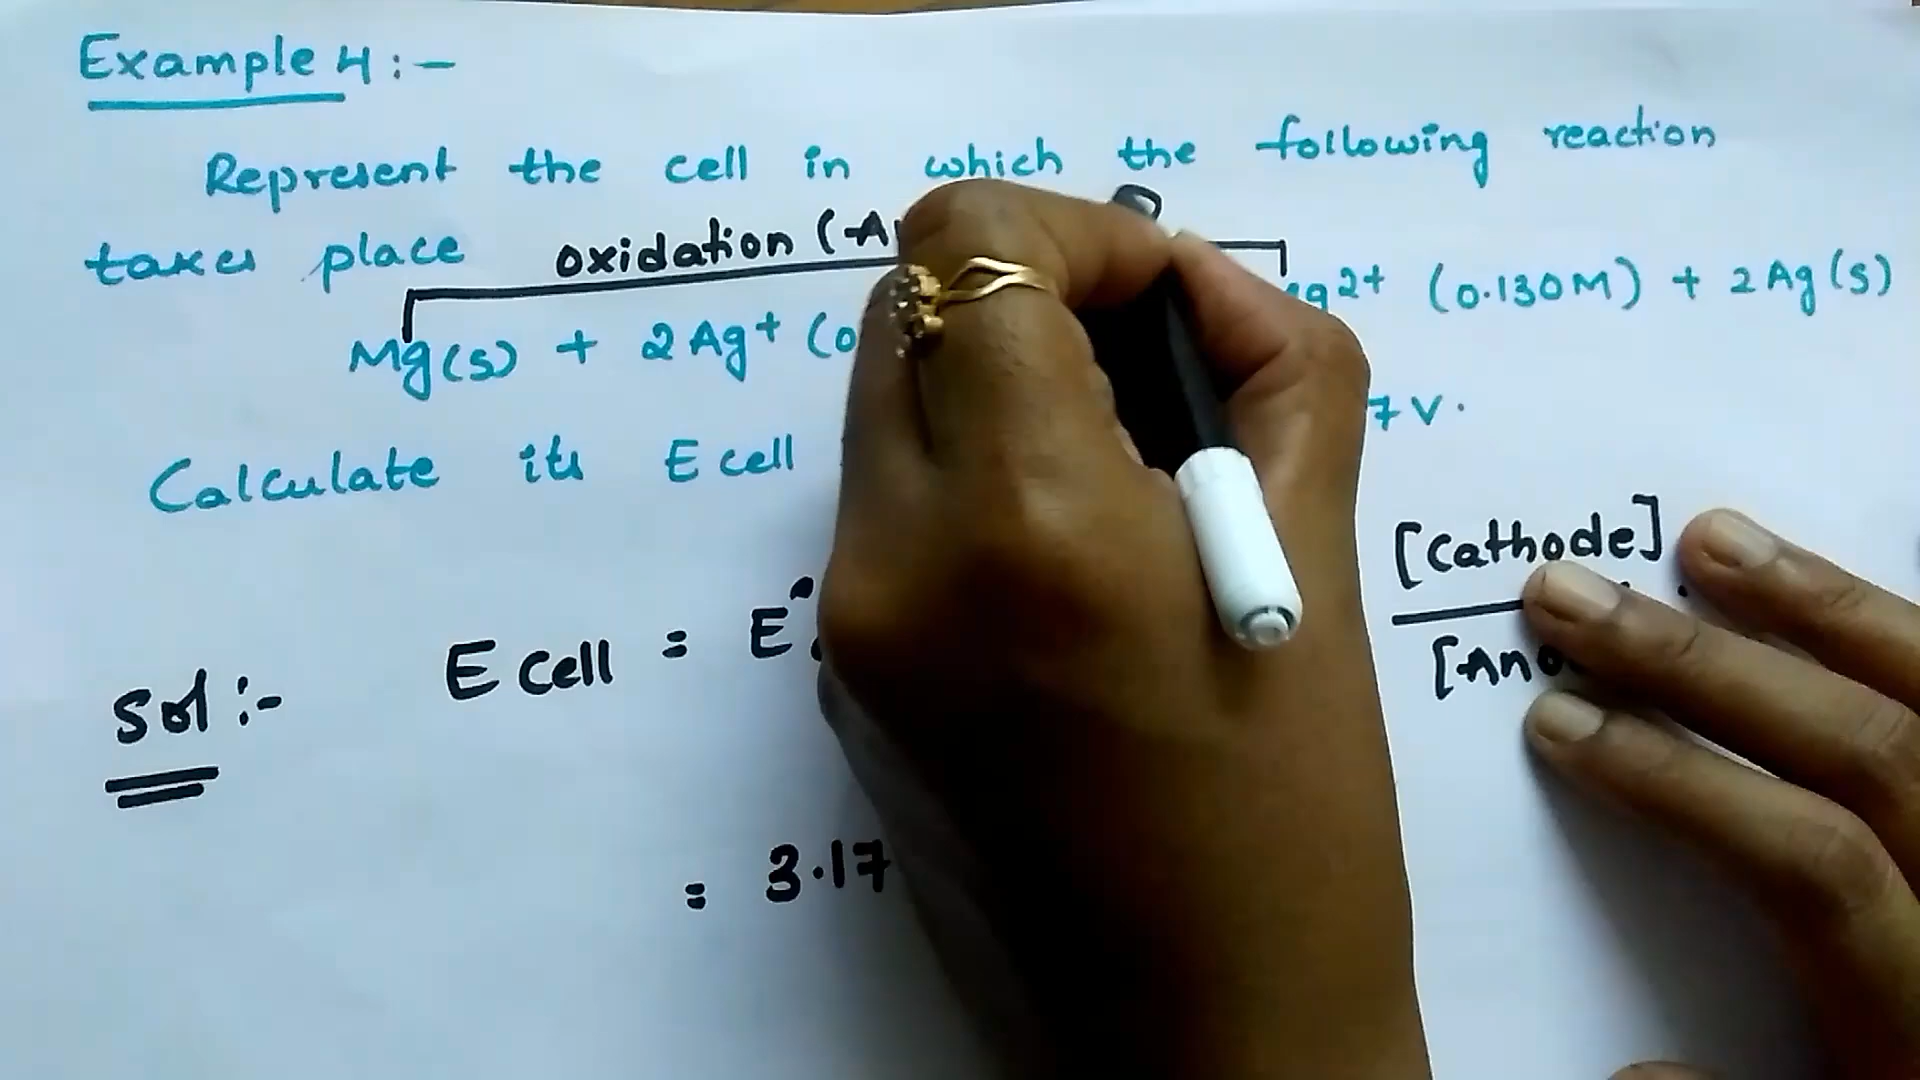 Example 4:-
Represent the cell in which the following reaction
takes place oxidation (A
Mg(s) + 2Ag+ (0 g2+ (0.130M) + 2Ag(s)
Calculate its E cell 7 V.
Sol:- E cell = E° [Cathode]
[Ano
= 3.17